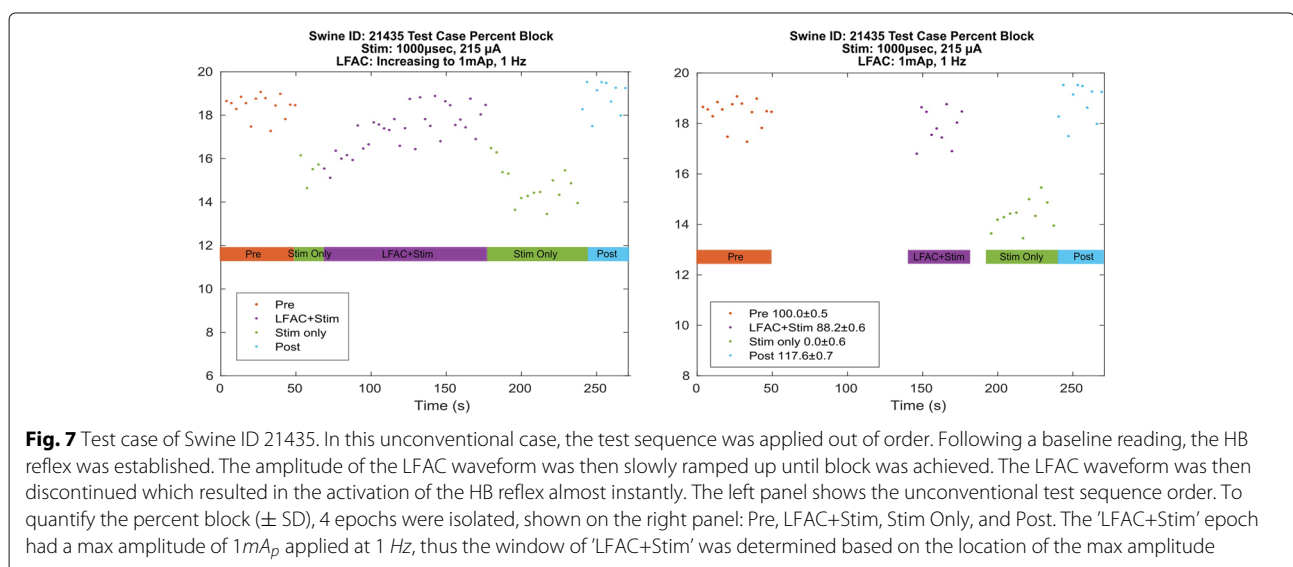 Swine ID: 21435 Test Case Percent Block
Stim: 1000µsec, 215 µA
LFAC: Increasing to 1mAp, 1 Hz
20
18
16
14
12
10
8
6
Pre
Stim Only
LFAC+Stim
Stim Only
Post
Pre
LFAC+Stim
Stim only
Post
0
50
100
150
200
250
Time (s)
Swine ID: 21435 Test Case Percent Block
Stim: 1000µsec, 215 µA
LFAC: 1mAp, 1 Hz
20
18
16
14
12
10
8
Pre
LFAC+Stim
Stim Only
Post
Pre 100.0±0.5
LFAC+Stim 88.2±0.6
Stim only 0.0±0.6
Post 117.6±0.7
0
50
100
150
200
250
Time (s)
Fig. 7 Test case of Swine ID 21435. In this unconventional case, the test sequence was applied out of order. Following a baseline reading, the HB
reflex was established. The amplitude of the LFAC waveform was then slowly ramped up until block was achieved. The LFAC waveform was then
discontinued which resulted in the activation of the HB reflex almost instantly. The left panel shows the unconventional test sequence order. To
quantify the percent block (± SD), 4 epochs were isolated, shown on the right panel: Pre, LFAC+Stim, Stim Only, and Post. The 'LFAC+Stim' epoch
had a max amplitude of 1mAp applied at 1 Hz, thus the window of 'LFAC+Stim' was determined based on the location of the max amplitude